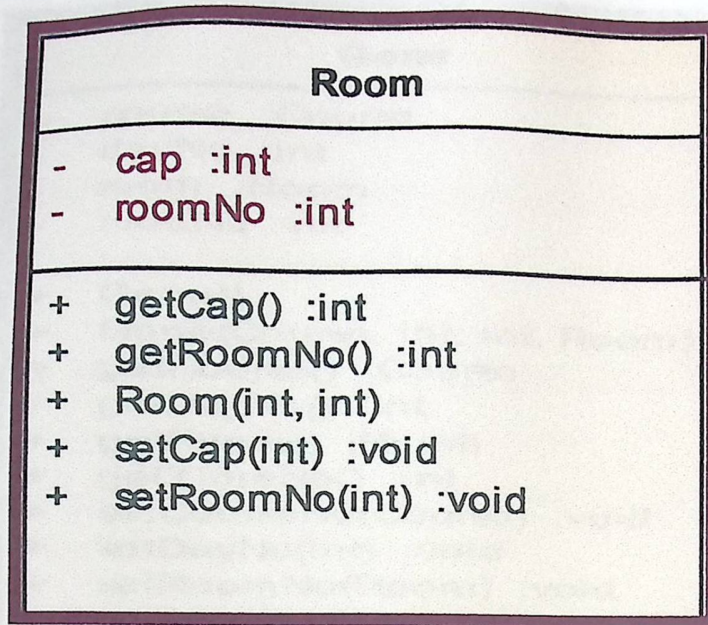 Room
- cap :int
- roomNo :int
+ getCap() :int
+ getRoomNo() :int
+ Room(int, int)
+ setCap(int) :void
+ setRoomNo(int) :void